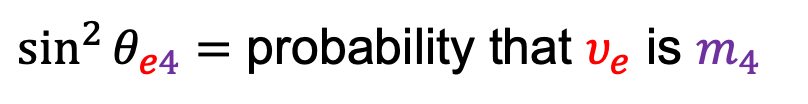 sin² θₑ₄ = probability that νₑ is m₄